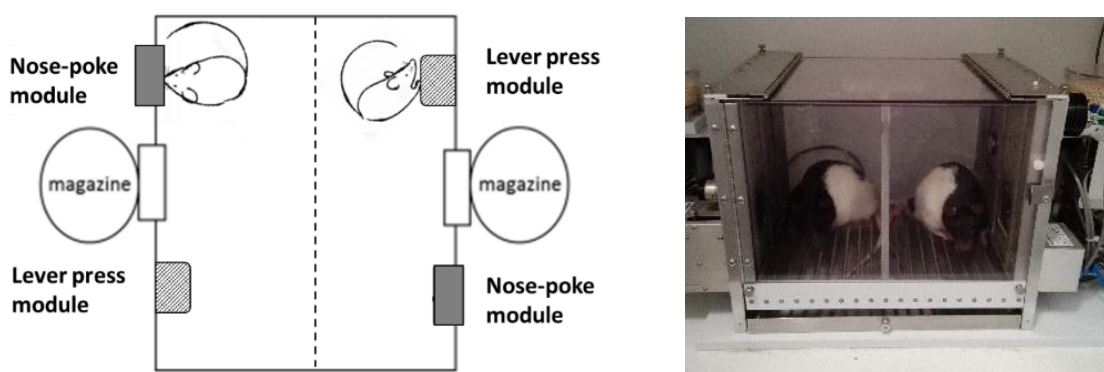 Nose-poke
module
Lever press
module
magazine
magazine
Lever press
module
Nose-poke
module